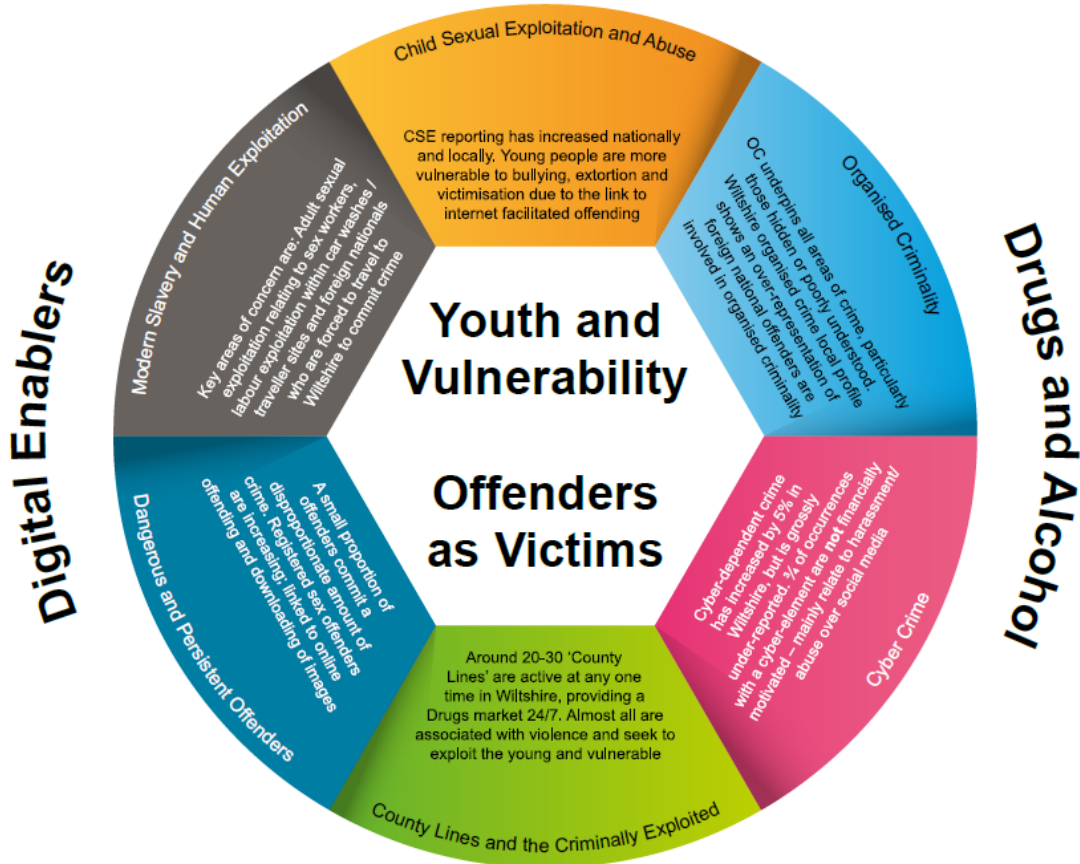 Child Sexual Exploitation and Abuse
CSE reporting has increased nationally
and locally. Young people are more
vulnerable to bullying, extortion and
victimisation due to the link to
internet facilitated offending
Organised Criminality
OC underpins all areas of crime, particularly
those hidden or poorly understood.
Wiltshire organised crime local profile
shows an over-representation of
foreign national offenders are
involved in organised criminality
Cyber Crime
Cyber-dependent crime
has increased by 5% in
Wiltshire, but is grossly
under-reported. ¾ of occurrences
with a cyber-element are not financially
motivated – mainly relate to harassment/
abuse over social media
County Lines and the Criminally Exploited
Around 20-30 ‘County
Lines’ are active at any one
time in Wiltshire, providing a
Drugs market 24/7. Almost all are
associated with violence and seek to
exploit the young and vulnerable
Dangerous and Persistent Offenders
A small proportion of
offenders commit a
disproportionate amount of
crime. Registered sex offenders
are increasing; linked to online
offending and downloading of images
Modern Slavery and Human Exploitation
Key areas of concern are: Adult sexual
exploitation relating to sex workers,
labour exploitation within car washes /
traveller sites and foreign nationals
who are forced to travel to
Wiltshire to commit crime
Youth and
Vulnerability
Offenders
as Victims
Digital Enablers
Drugs and Alcohol